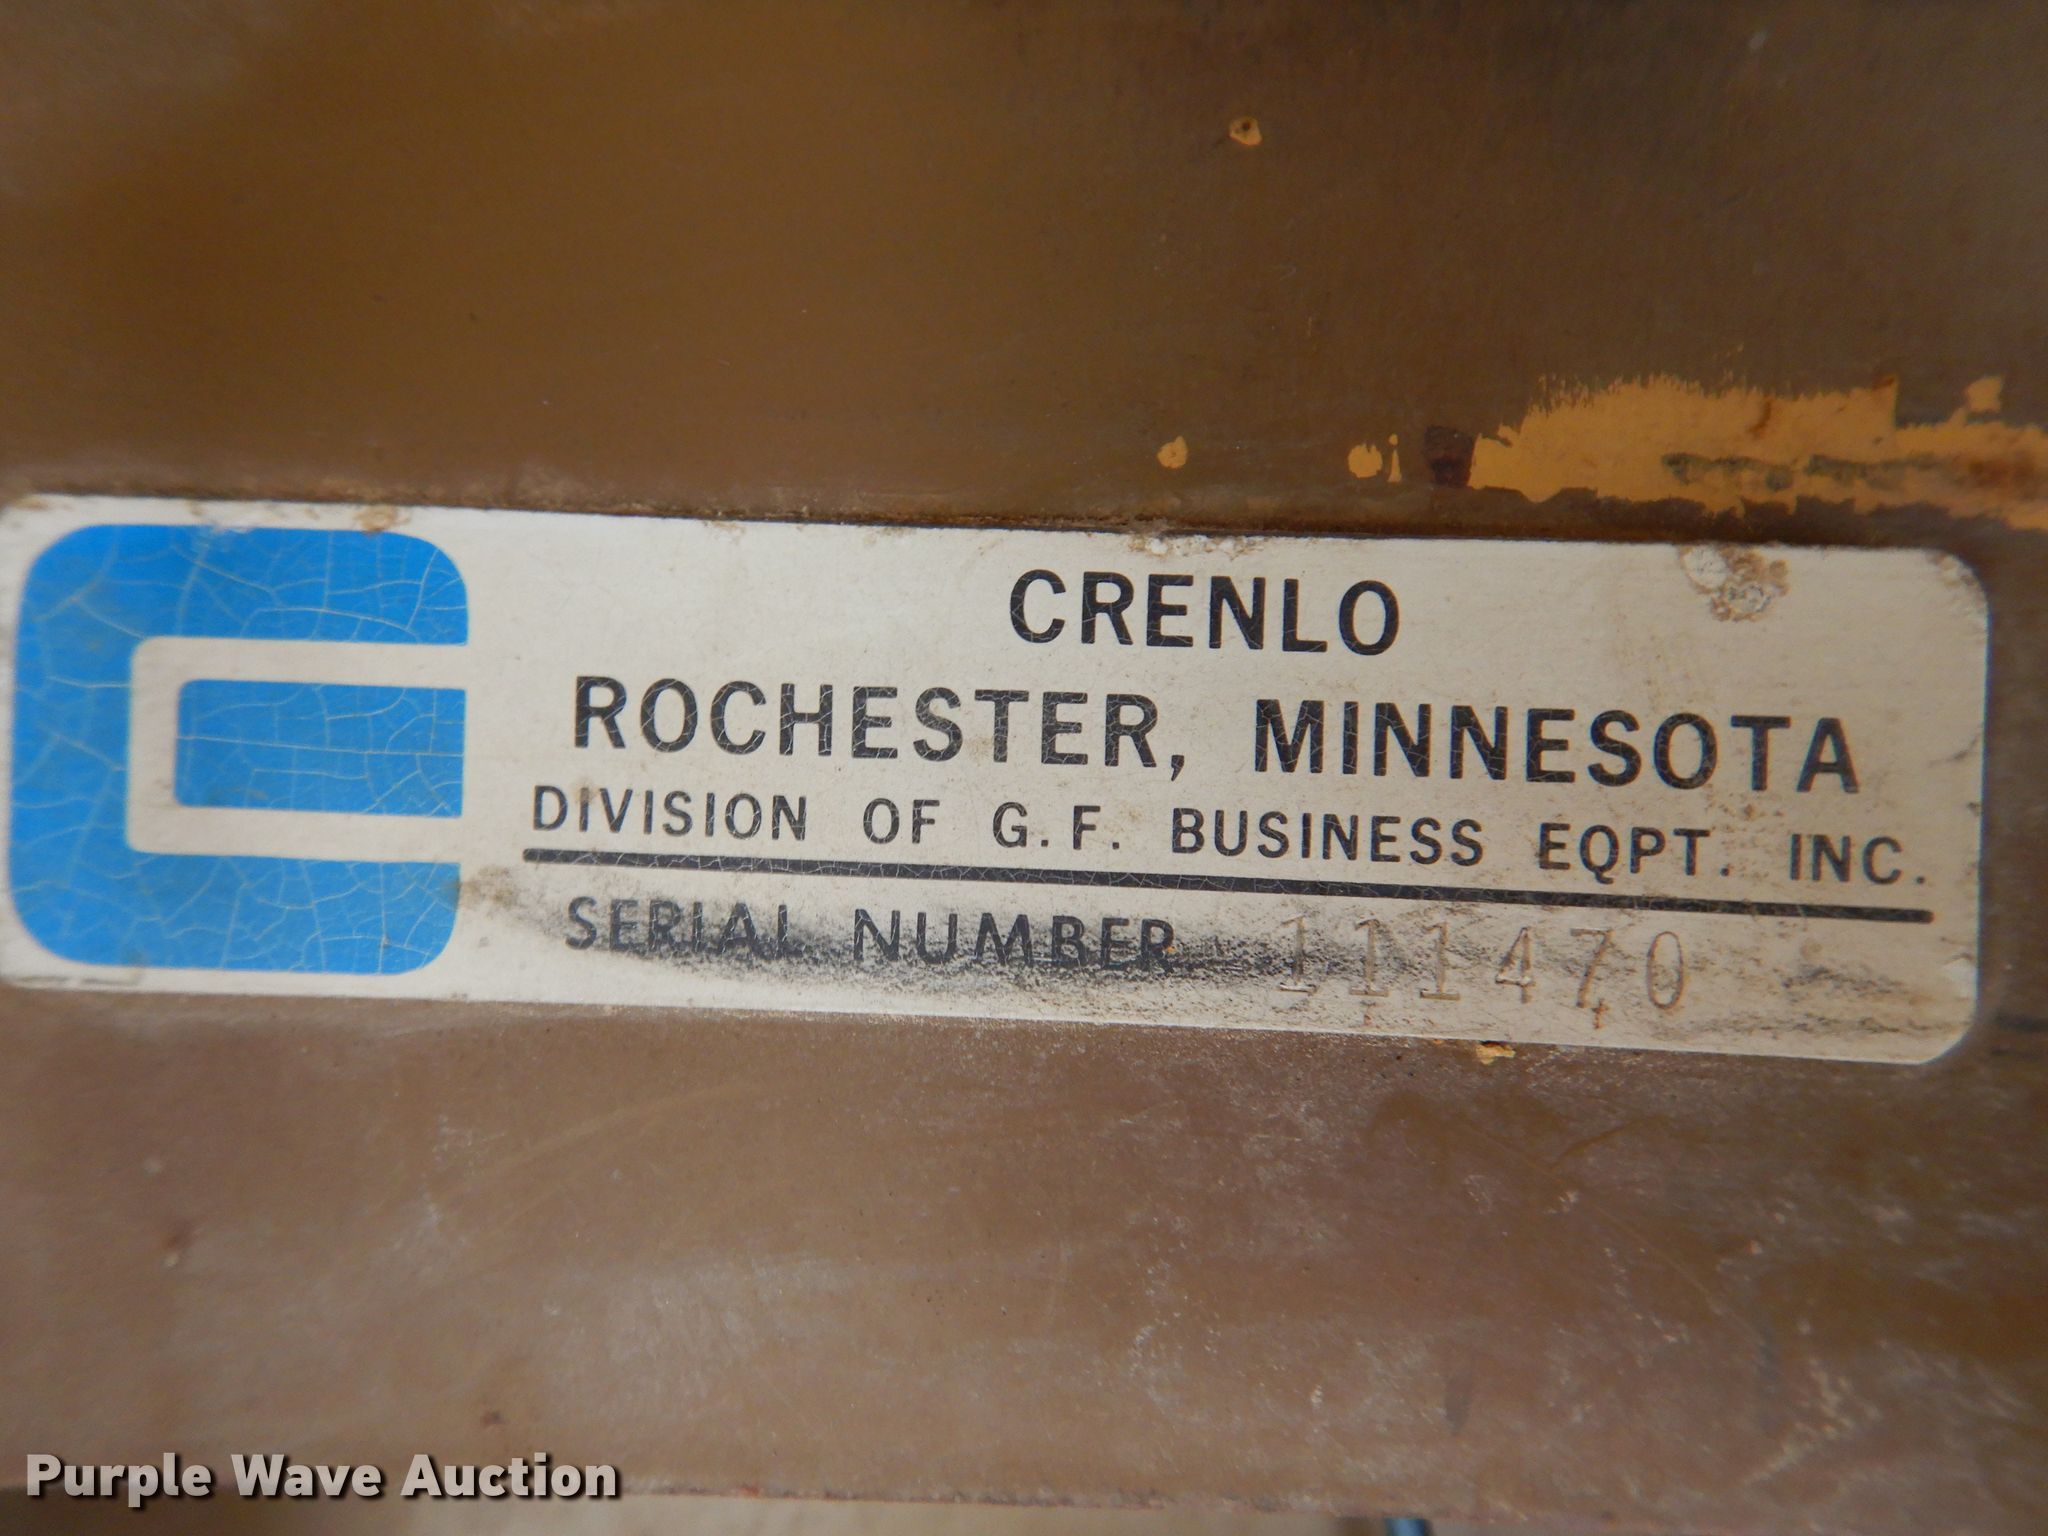 CRENLO
ROCHESTER, MINNESOTA
DIVISION OF G.F. BUSINESS EQPT. INC.
SERIAL NUMBER 111470
Purple Wave Auction